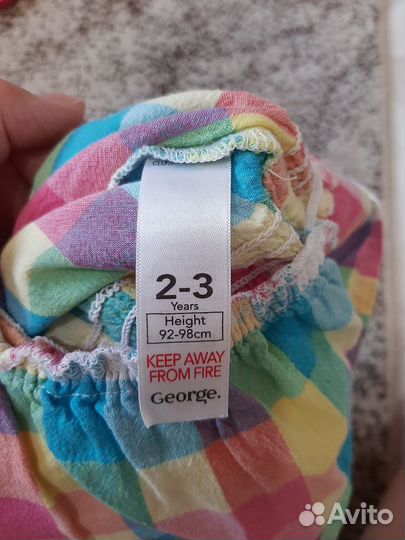 2-3
Years
Height
92-98cm
KEEP AWAY
FROM FIRE
George.
Avito